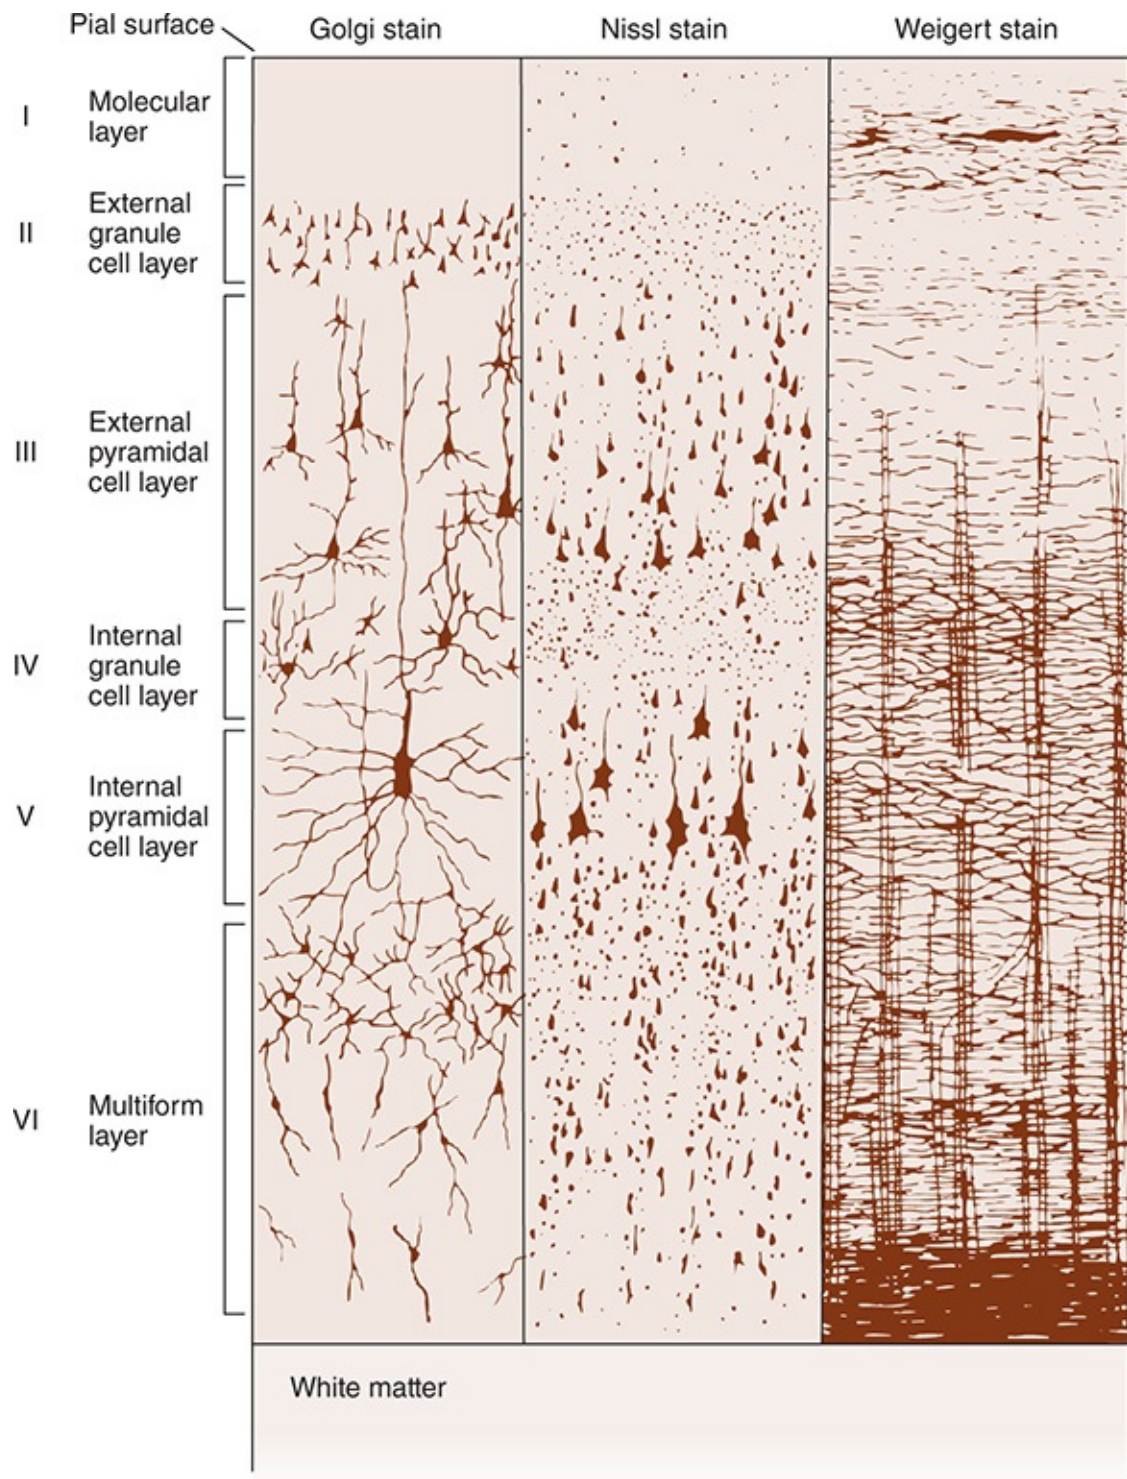 Pial surface
Golgi stain
Nissl stain
Weigert stain
I
Molecular
layer
II
External
granule
cell layer
III
External
pyramidal
cell layer
IV
Internal
granule
cell layer
V
Internal
pyramidal
cell layer
VI
Multiform
layer
White matter